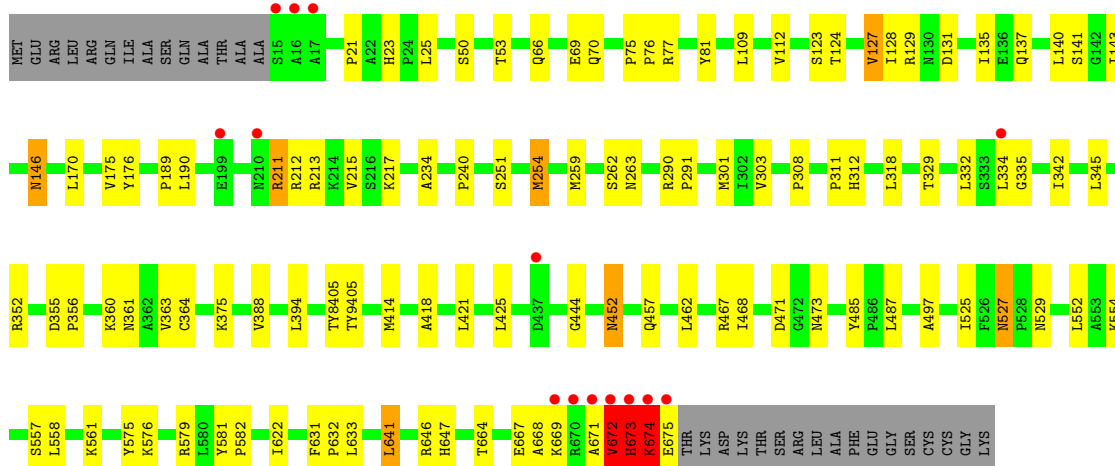 MET GLU ARG LEU ARG GLN ILE ALA SER GLN ALA THR ALA ALA S15 A16 A17 P21 A22 H23 P24 L25 S50 T53 Q66 E69 Q70 P75 P76 R77 Y81 L109 V112 S123 T124 V127 I128 R129 N130 D131 I135 E136 Q137 L140 S141 G142
N146 L170 V175 Y176 P189 L190 E199 N210 R211 R212 R213 K214 V215 S216 K217 A234 P240 S251 M254 M259 S262 N263 R290 P291 M301 I302 V303 P308 P311 H312 L318 T329 L332 S333 L334 G335 I342 L345
R352 D355 P356 K360 N361 A362 V363 C364 K375 V388 L394 TY8405 TY9405 M414 A418 L421 L425 D437 G444 N452 Q457 L462 R467 I468 D471 G472 N473 Y485 P486 L487 A497 I525 F526 N527 P528 N529 L552 A553 K554
S557 L558 K561 Y575 K576 R579 L580 Y581 P582 I622 F631 P632 L633 L641 R646 H647 T664 E667 A668 K669 R670 A671 V672 H673 K674 E675 THR LYS ASP LYS THR SER ARG LEU ALA PHE GLU GLY SER CYS CYS GLY LYS